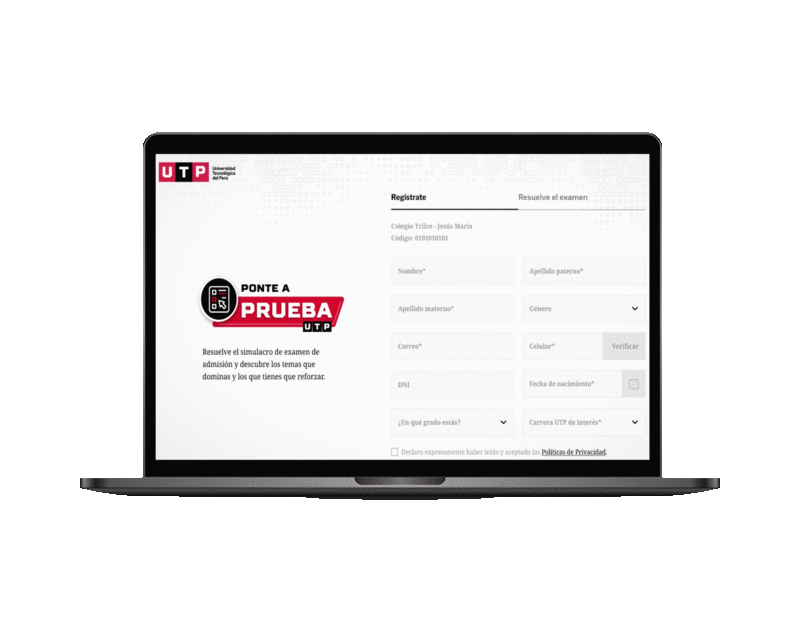 UTP Universidad
Tecnológica
del Perú
Regístrate
Resuelve el examen
Colegio Trilce - Jesús María
Código: 0101010101
PONTE A
PRUEBA
UTP
Resuelve el simulacro de examen de
admisión y descubre los temas que
dominas y los que tienes que reforzar.
Nombre*
Apellido paterno*
Apellido materno*
Género
Correo*
Celular*
Verificar
DNI
Fecha de nacimiento*
¿En qué grado estás?
Carrera UTP de interés*
Declaro expresamente haber leído y aceptado las Políticas de Privacidad.